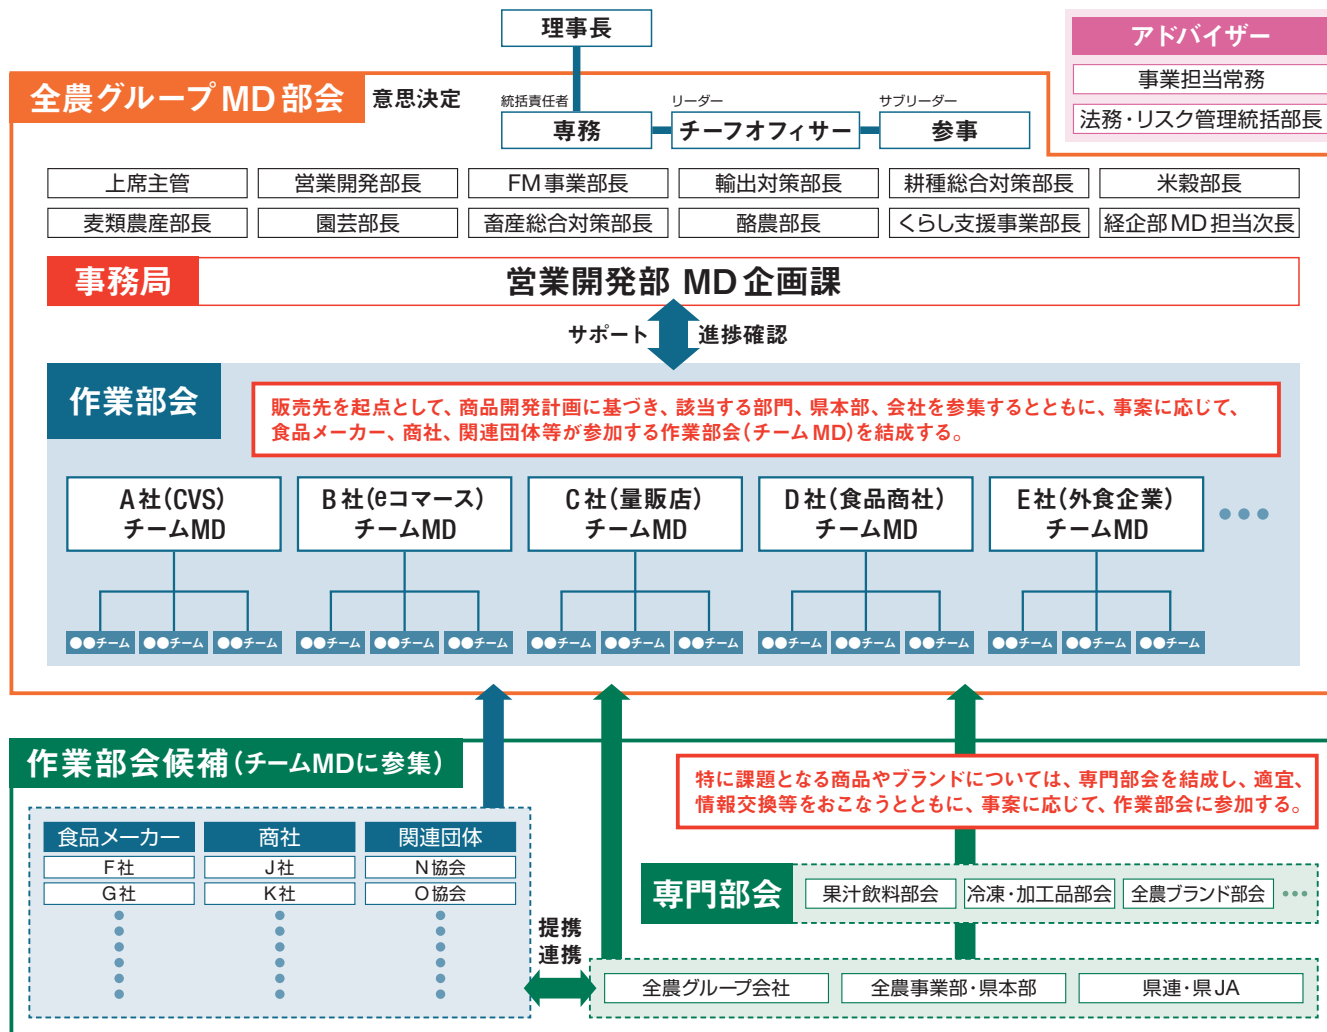 理事長
アドバイザー
事業担当常務
法務・リスク管理統括部長
全農グループMD部会 意思決定
統括責任者 リーダー サブリーダー
専務 チーフオフィサー 参事
上席主管 営業開発部長 FM事業部長 輸出対策部長 耕種総合対策部長 米穀部長
麦類農産部長 園芸部長 畜産総合対策部長 酪農部長 くらし支援事業部長 経企部MD担当次長
事務局 営業開発部 MD企画課
サポート 進捗確認
作業部会
販売先を起点として、商品開発計画に基づき、該当する部門、県本部、会社を参集するとともに、事案に応じて、
食品メーカー、商社、関連団体等が参加する作業部会(チームMD)を結成する。
A社(CVS) B社(eコマース) C社(量販店) D社(食品商社) E社(外食企業) ●●●
チームMD チームMD チームMD チームMD チームMD
●●チーム ●●チーム ●●チーム ●●チーム ●●チーム ●●チーム ●●チーム ●●チーム ●●チーム ●●チーム ●●チーム ●●チーム ●●チーム ●●チーム ●●チーム
作業部会候補(チームMDに参集)
特に課題となる商品やブランドについては、専門部会を結成し、適宜、
情報交換等をおこなうとともに、事案に応じて、作業部会に参加する。
食品メーカー 商社 関連団体
F社 J社 N協会
G社 K社 O協会
専門部会 果汁飲料部会 冷凍・加工品部会 全農ブランド部会 ●●●
提携
連携
全農グループ会社 全農事業部・県本部 県連・県JA